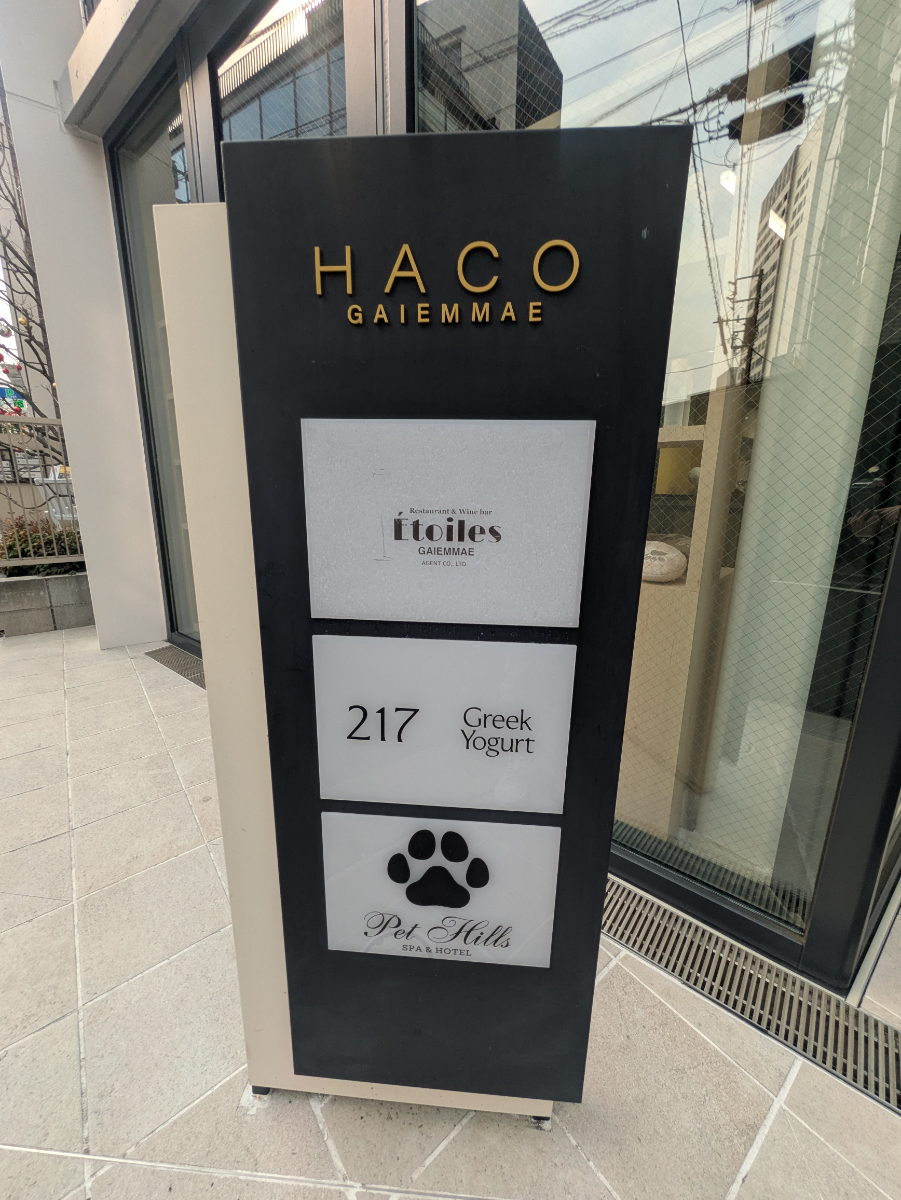 HACO
GAIEMMAE
Restaurant & Wine bar
Étoiles
GAIEMMAE
AGENT CO., LTD.
217
Greek
Yogurt
Pet Hills
SPA & HOTEL